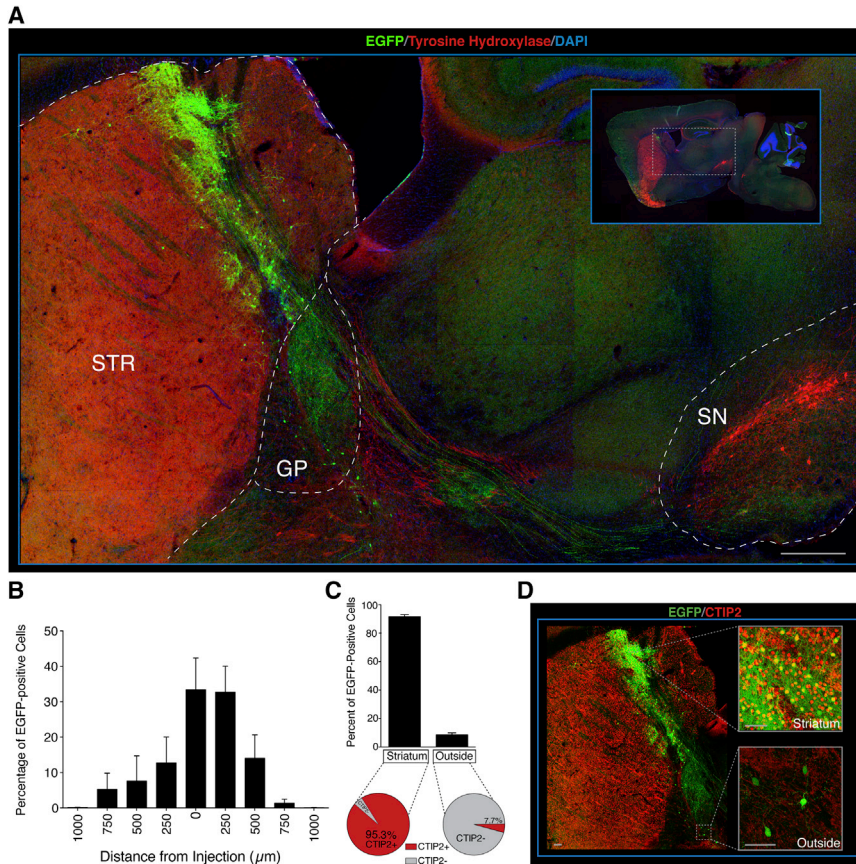 A
EGFP/Tyrosine Hydroxylase/DAPI
STR
GP
SN
B
Percentage of EGFP-positive Cells
50
40
30
20
10
0
1000
750
500
250
0
250
500
750
1000
Distance from Injection (µm)
C
Percent of EGFP-Positive Cells
100
80
60
40
20
0
Striatum
Outside
95.3%
CTIP2+
7.7%
CTIP2-
CTIP2+
CTIP2-
D
EGFP/CTIP2
Striatum
Outside